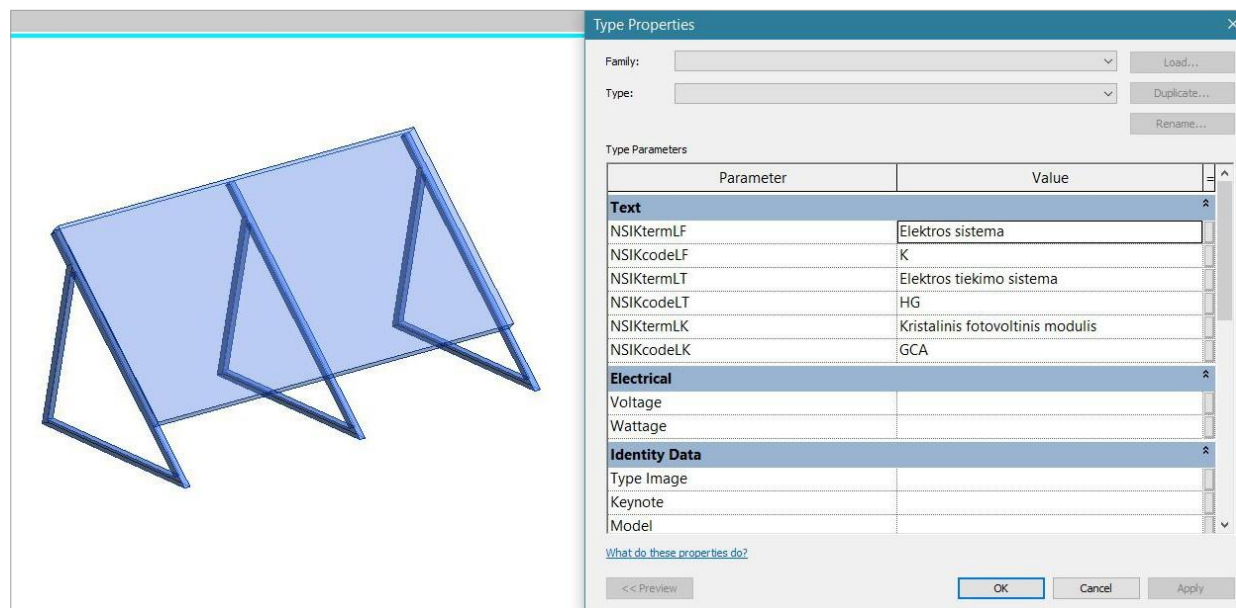 Type Properties
Family:
Load...
Type:
Duplicate...
Rename...
Type Parameters
Parameter Value =
Text
NSIKtermLF Elektros sistema
NSIKcodeLF K
NSIKtermLT Elektros tiekimo sistema
NSIKcodeLT HG
NSIKtermLK Kristalinis fotovoltinis modulis
NSIKcodeLK GCA
Electrical
Voltage
Wattage
Identity Data
Type Image
Keynote
Model
What do these properties do?
<< Preview OK Cancel Apply